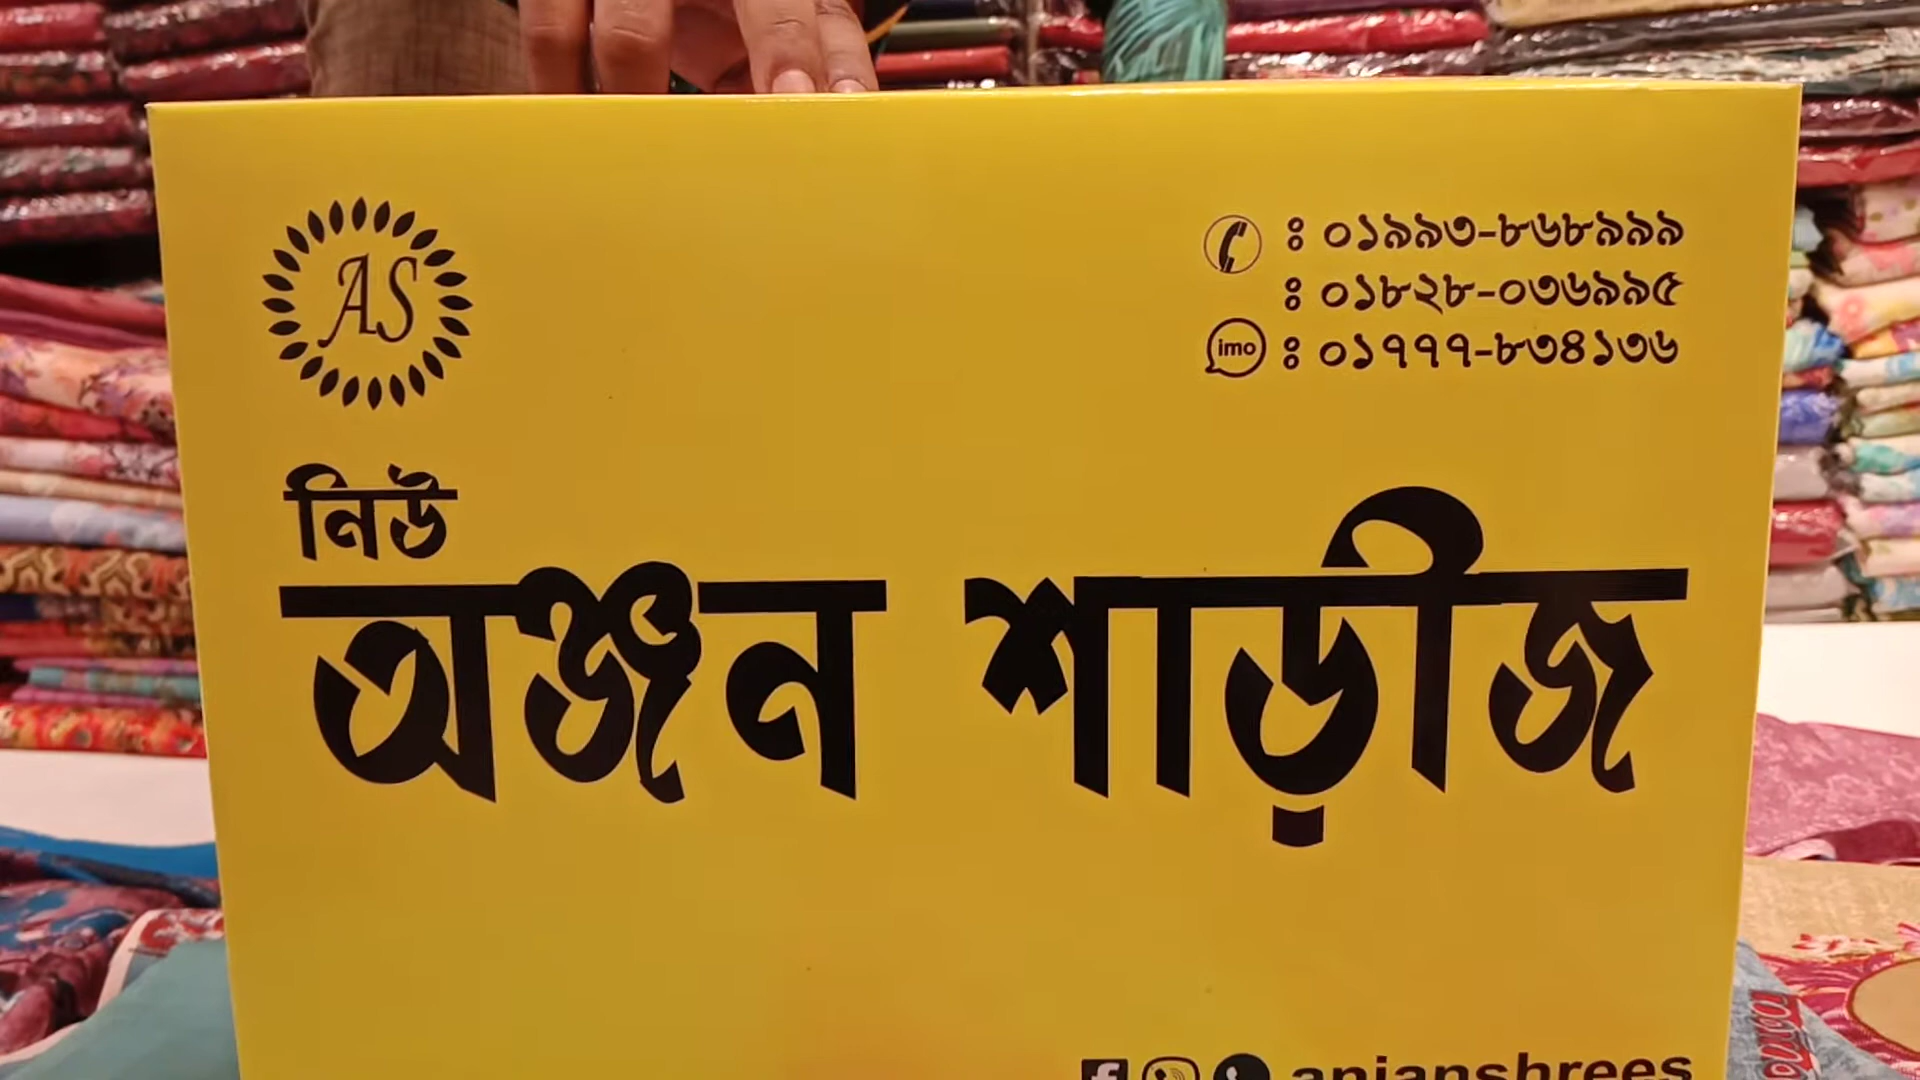 AS
: ০১৯৯৩-৮৬৮৯৯৯
: ০১৮২৮-০৩৬৯৯৫
imo : ০১৭৭৭-৮৩৪১৩৬
নিউ
অঞ্জন শাড়ীজ
anjanshrees